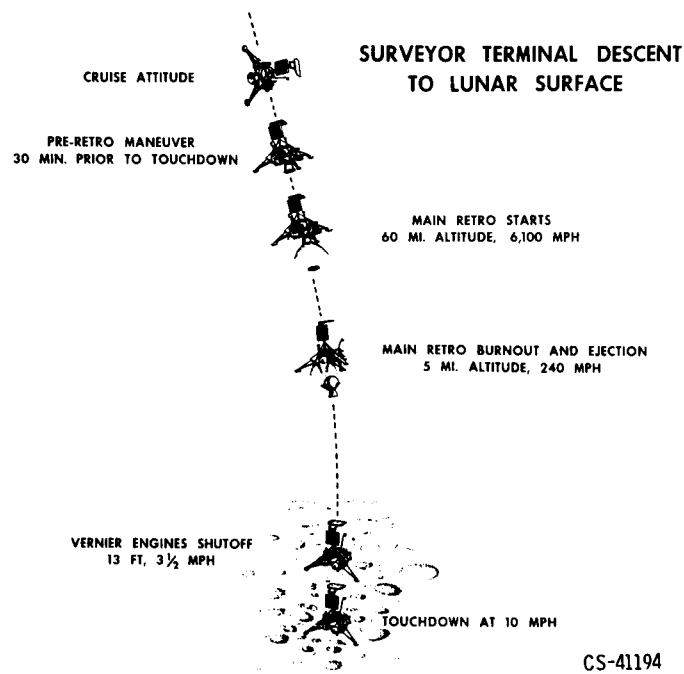 SURVEYOR TERMINAL DESCENT
TO LUNAR SURFACE
CRUISE ATTITUDE
PRE-RETRO MANEUVER
30 MIN. PRIOR TO TOUCHDOWN
MAIN RETRO STARTS
60 MI. ALTITUDE, 6,100 MPH
MAIN RETRO BURNOUT AND EJECTION
5 MI. ALTITUDE, 240 MPH
VERNIER ENGINES SHUTOFF
13 FT, 3½ MPH
TOUCHDOWN AT 10 MPH
CS-41194